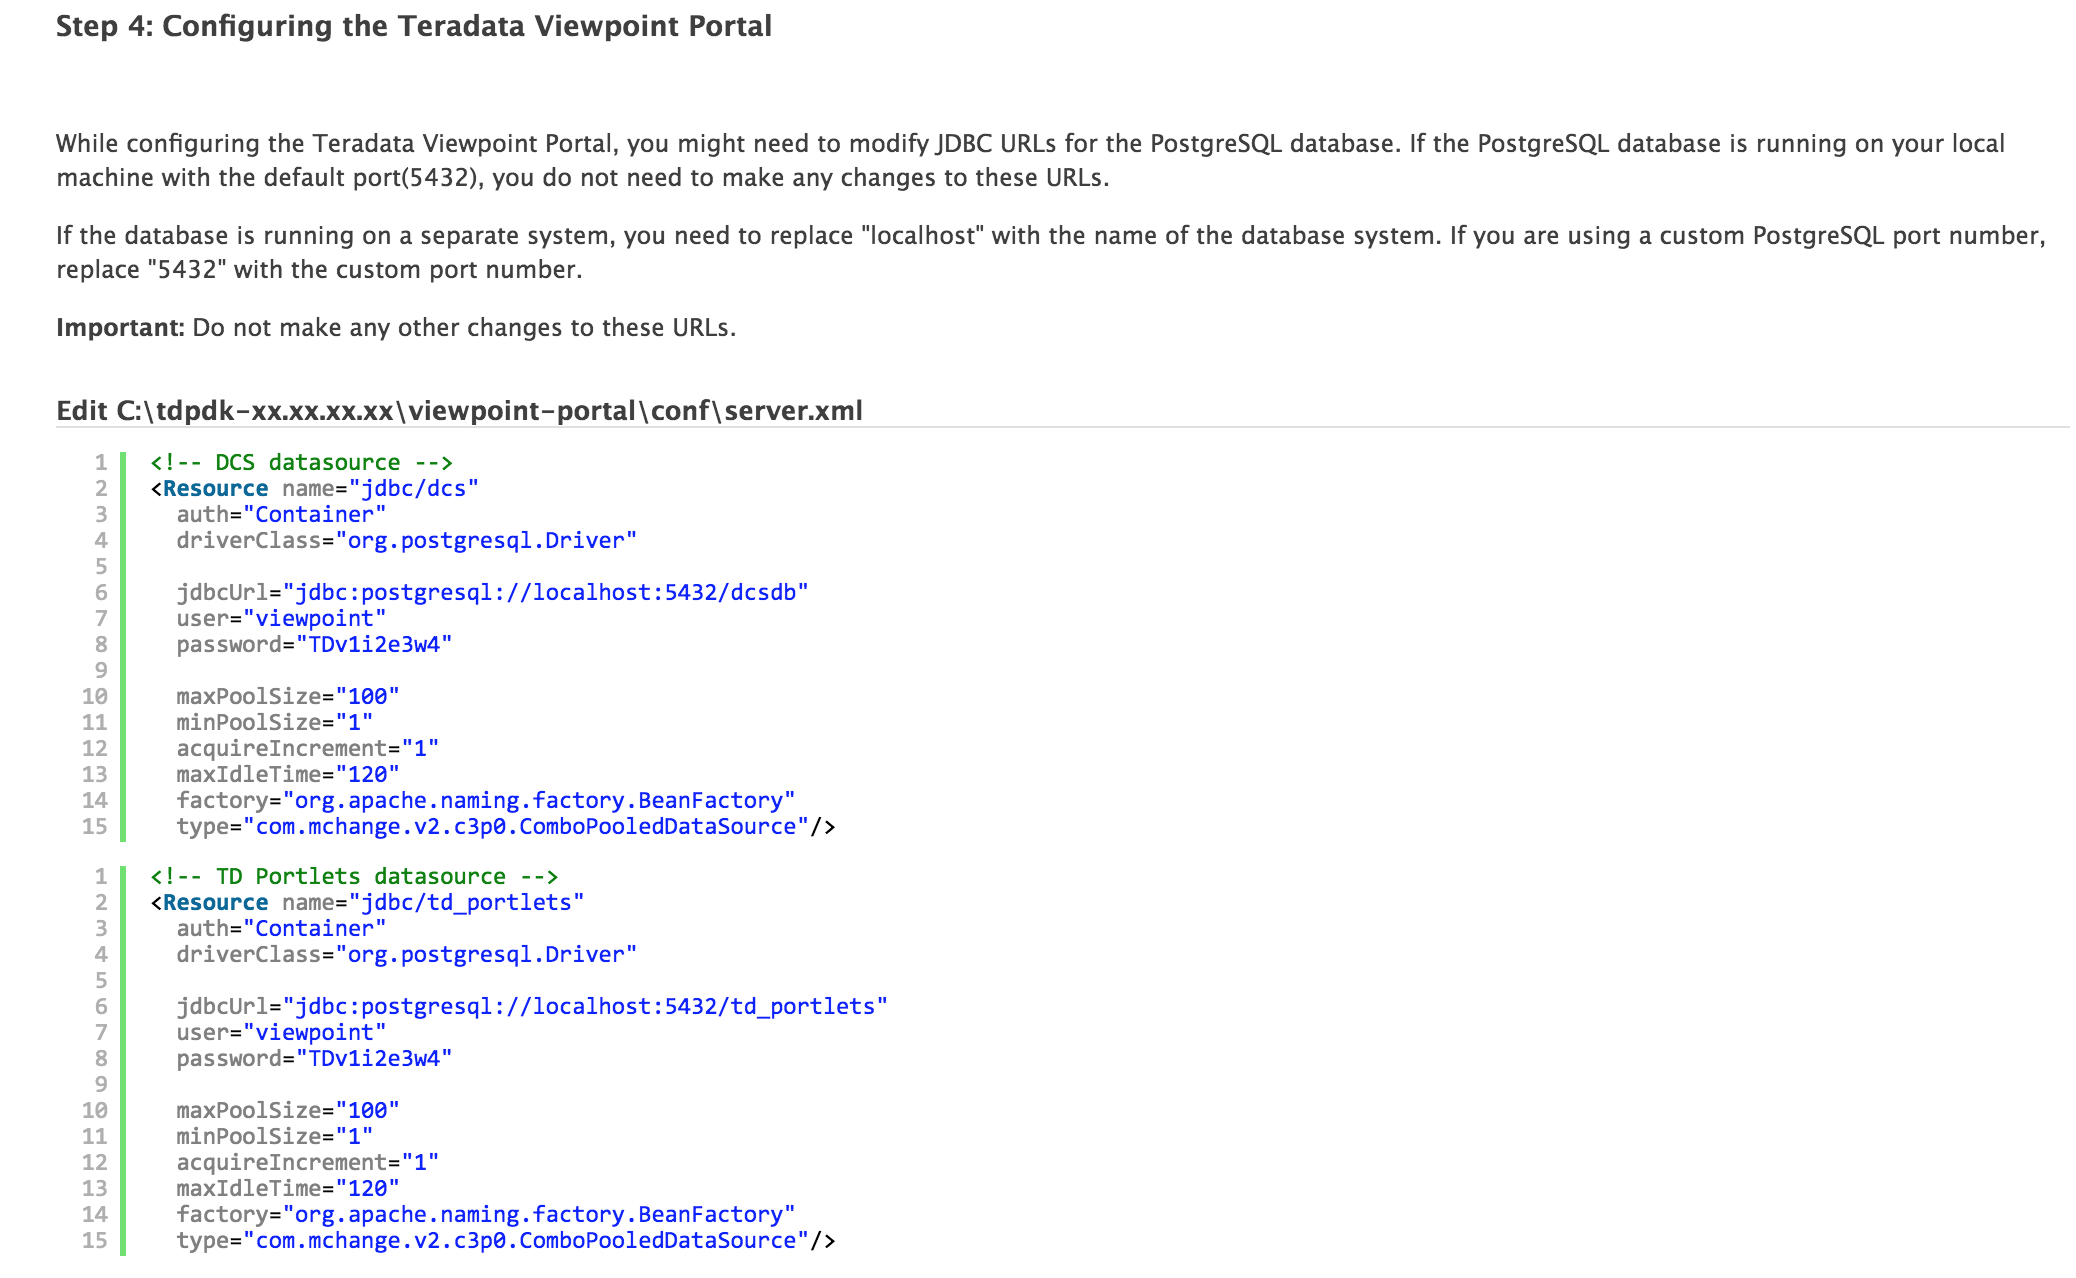 Step 4: Configuring the Teradata Viewpoint Portal
While configuring the Teradata Viewpoint Portal, you might need to modify JDBC URLs for the PostgreSQL database. If the PostgreSQL database is running on your local
machine with the default port(5432), you do not need to make any changes to these URLs.
If the database is running on a separate system, you need to replace "localhost" with the name of the database system. If you are using a custom PostgreSQL port number,
replace "5432" with the custom port number.
Important: Do not make any other changes to these URLs.
Edit C:\tdpdk-xx.xx.xx.xx\viewpoint-portal\conf\server.xml
1 <!-- DCS datasource -->
2 <Resource name="jdbc/dcs"
3 auth="Container"
4 driverClass="org.postgresql.Driver"
5
6 jdbcUrl="jdbc:postgresql://localhost:5432/dcsdb"
7 user="viewpoint"
8 password="TDv1i2e3w4"
9
10 maxPoolSize="100"
11 minPoolSize="1"
12 acquireIncrement="1"
13 maxIdleTime="120"
14 factory="org.apache.naming.factory.BeanFactory"
15 type="com.mchange.v2.c3p0.ComboPooledDataSource"/>
1 <!-- TD Portlets datasource -->
2 <Resource name="jdbc/td_portlets"
3 auth="Container"
4 driverClass="org.postgresql.Driver"
5
6 jdbcUrl="jdbc:postgresql://localhost:5432/td_portlets"
7 user="viewpoint"
8 password="TDv1i2e3w4"
9
10 maxPoolSize="100"
11 minPoolSize="1"
12 acquireIncrement="1"
13 maxIdleTime="120"
14 factory="org.apache.naming.factory.BeanFactory"
15 type="com.mchange.v2.c3p0.ComboPooledDataSource"/>